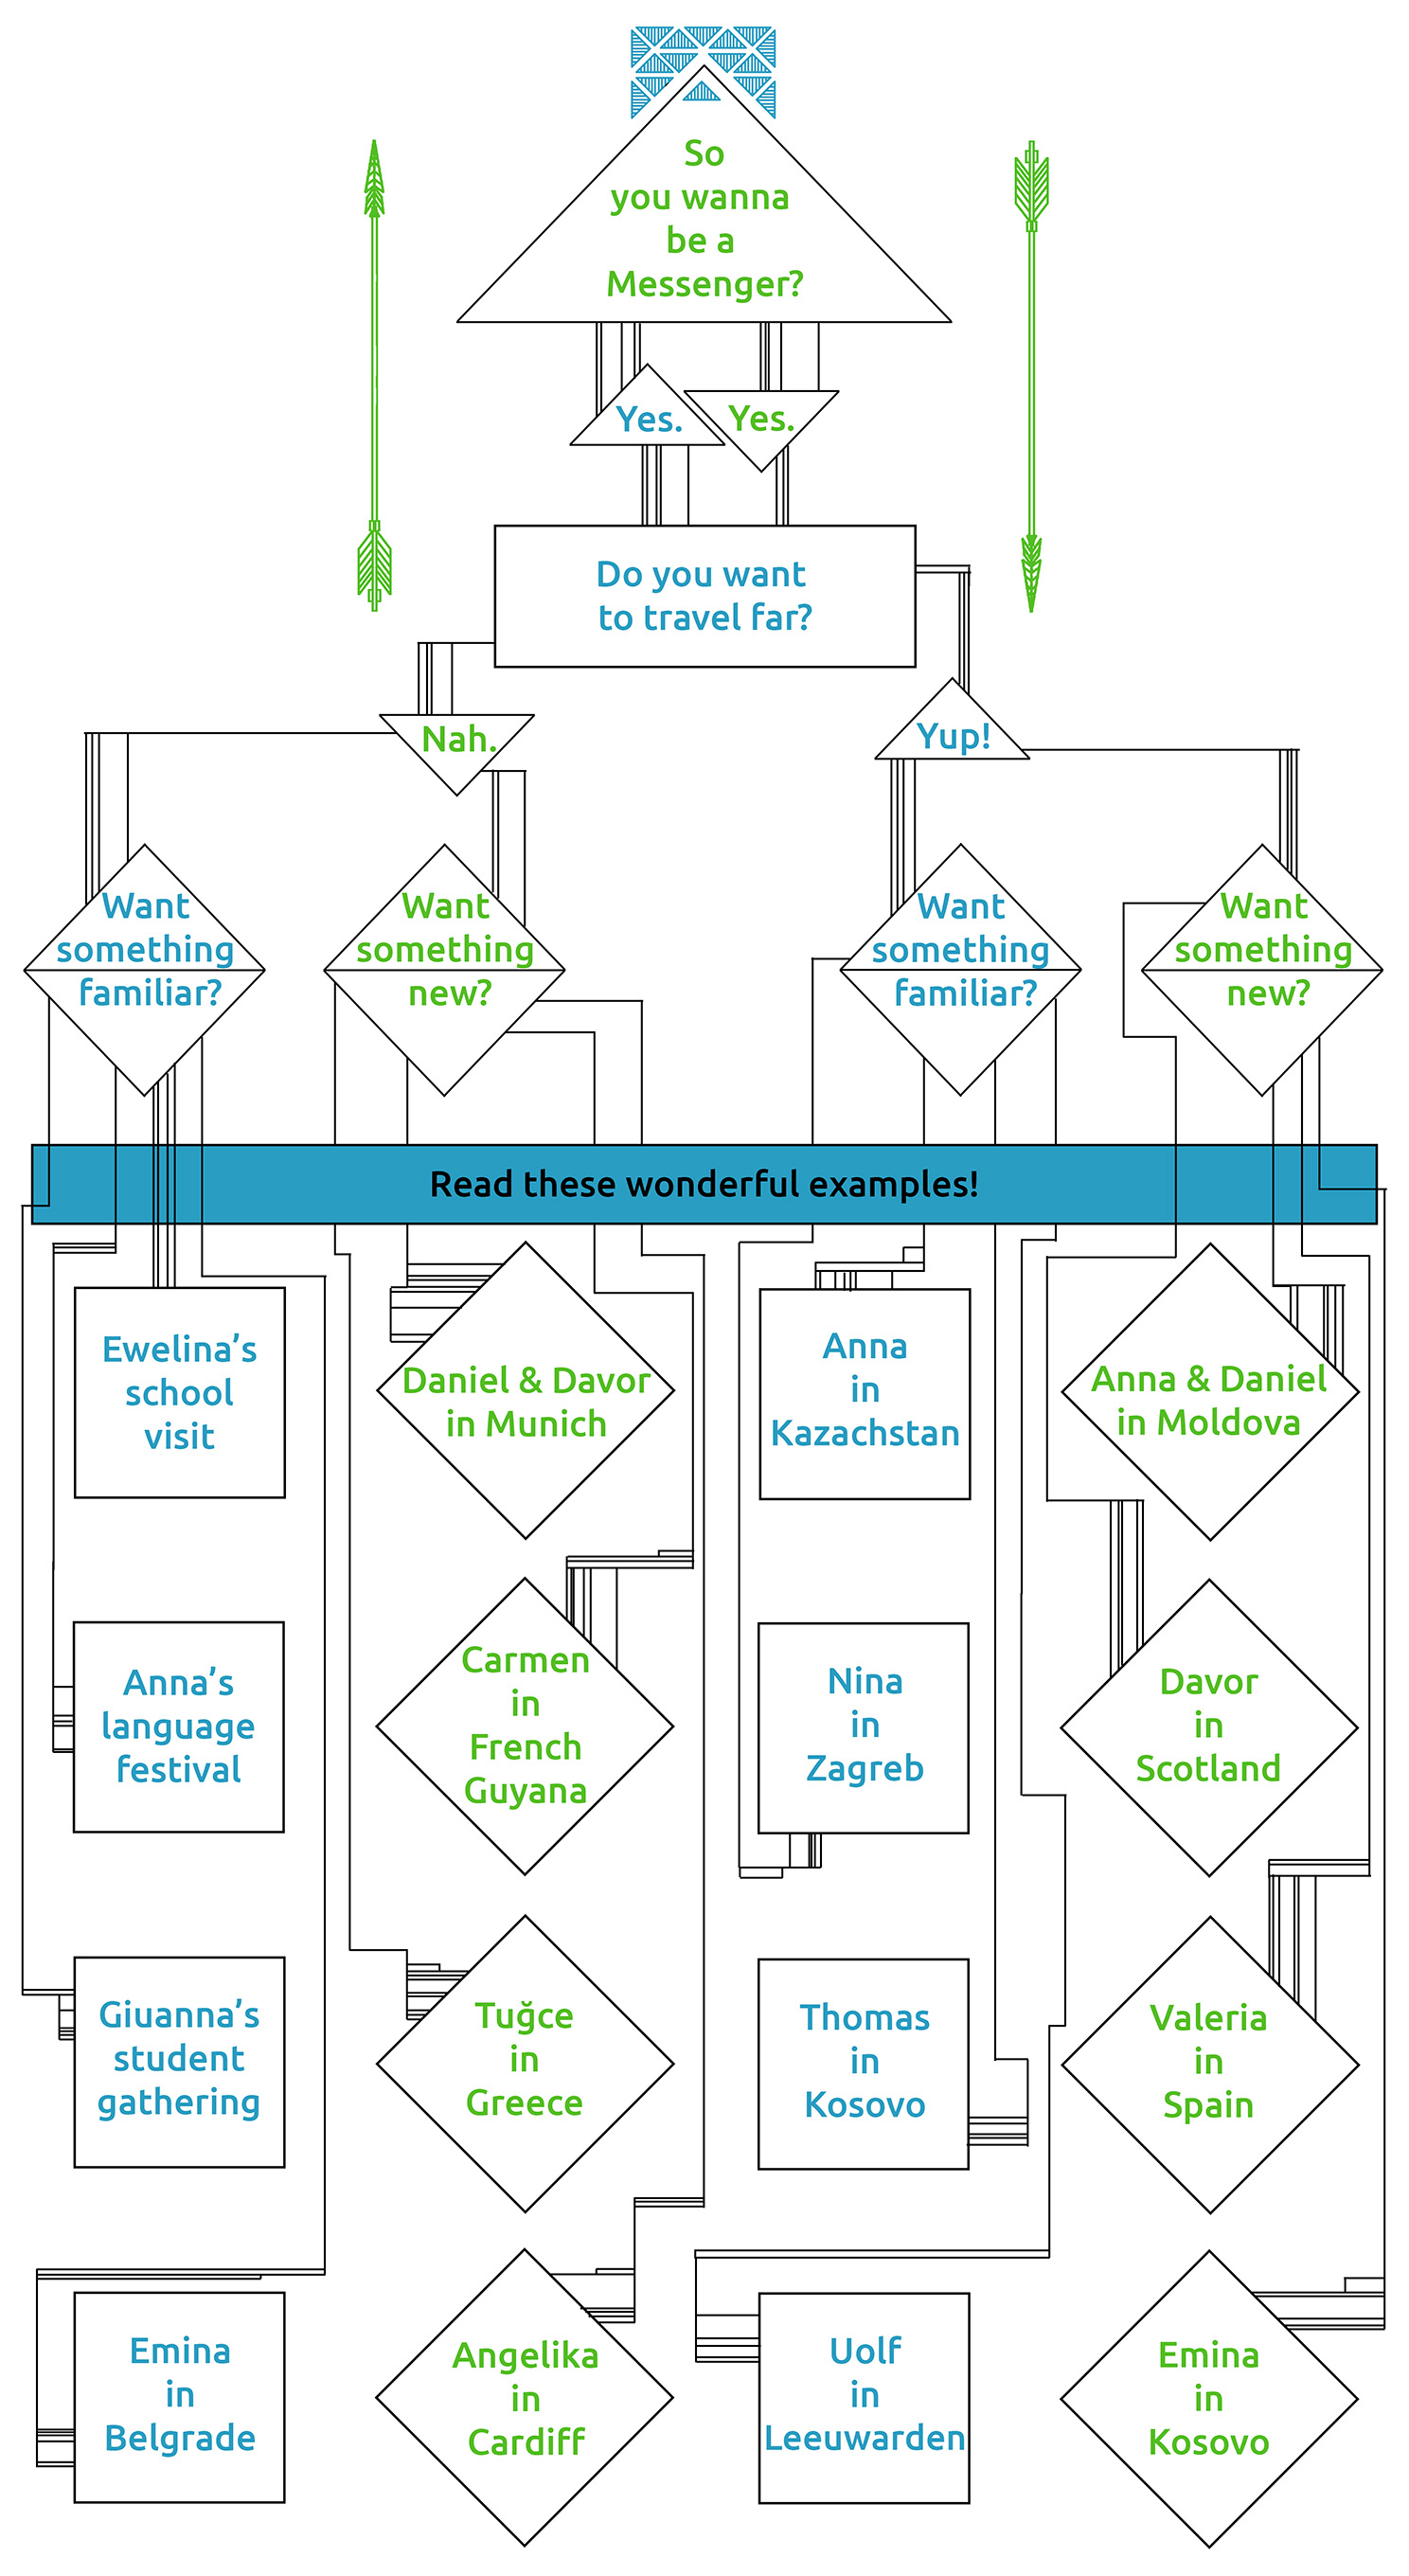 So
you wanna
be a
Messenger?
Yes.
Yes.
Do you want
to travel far?
Nah.
Yup!
Want
something
familiar?
Want
something
new?
Want
something
familiar?
Want
something
new?
Read these wonderful examples!
Ewelina’s
school
visit
Daniel & Davor
in Munich
Anna
in
Kazachstan
Anna & Daniel
in Moldova
Anna’s
language
festival
Carmen
in
French
Guyana
Nina
in
Zagreb
Davor
in
Scotland
Giuanna’s
student
gathering
Tuğce
in
Greece
Thomas
in
Kosovo
Valeria
in
Spain
Emina
in
Belgrade
Angelika
in
Cardiff
Uolf
in
Leeuwarden
Emina
in
Kosovo